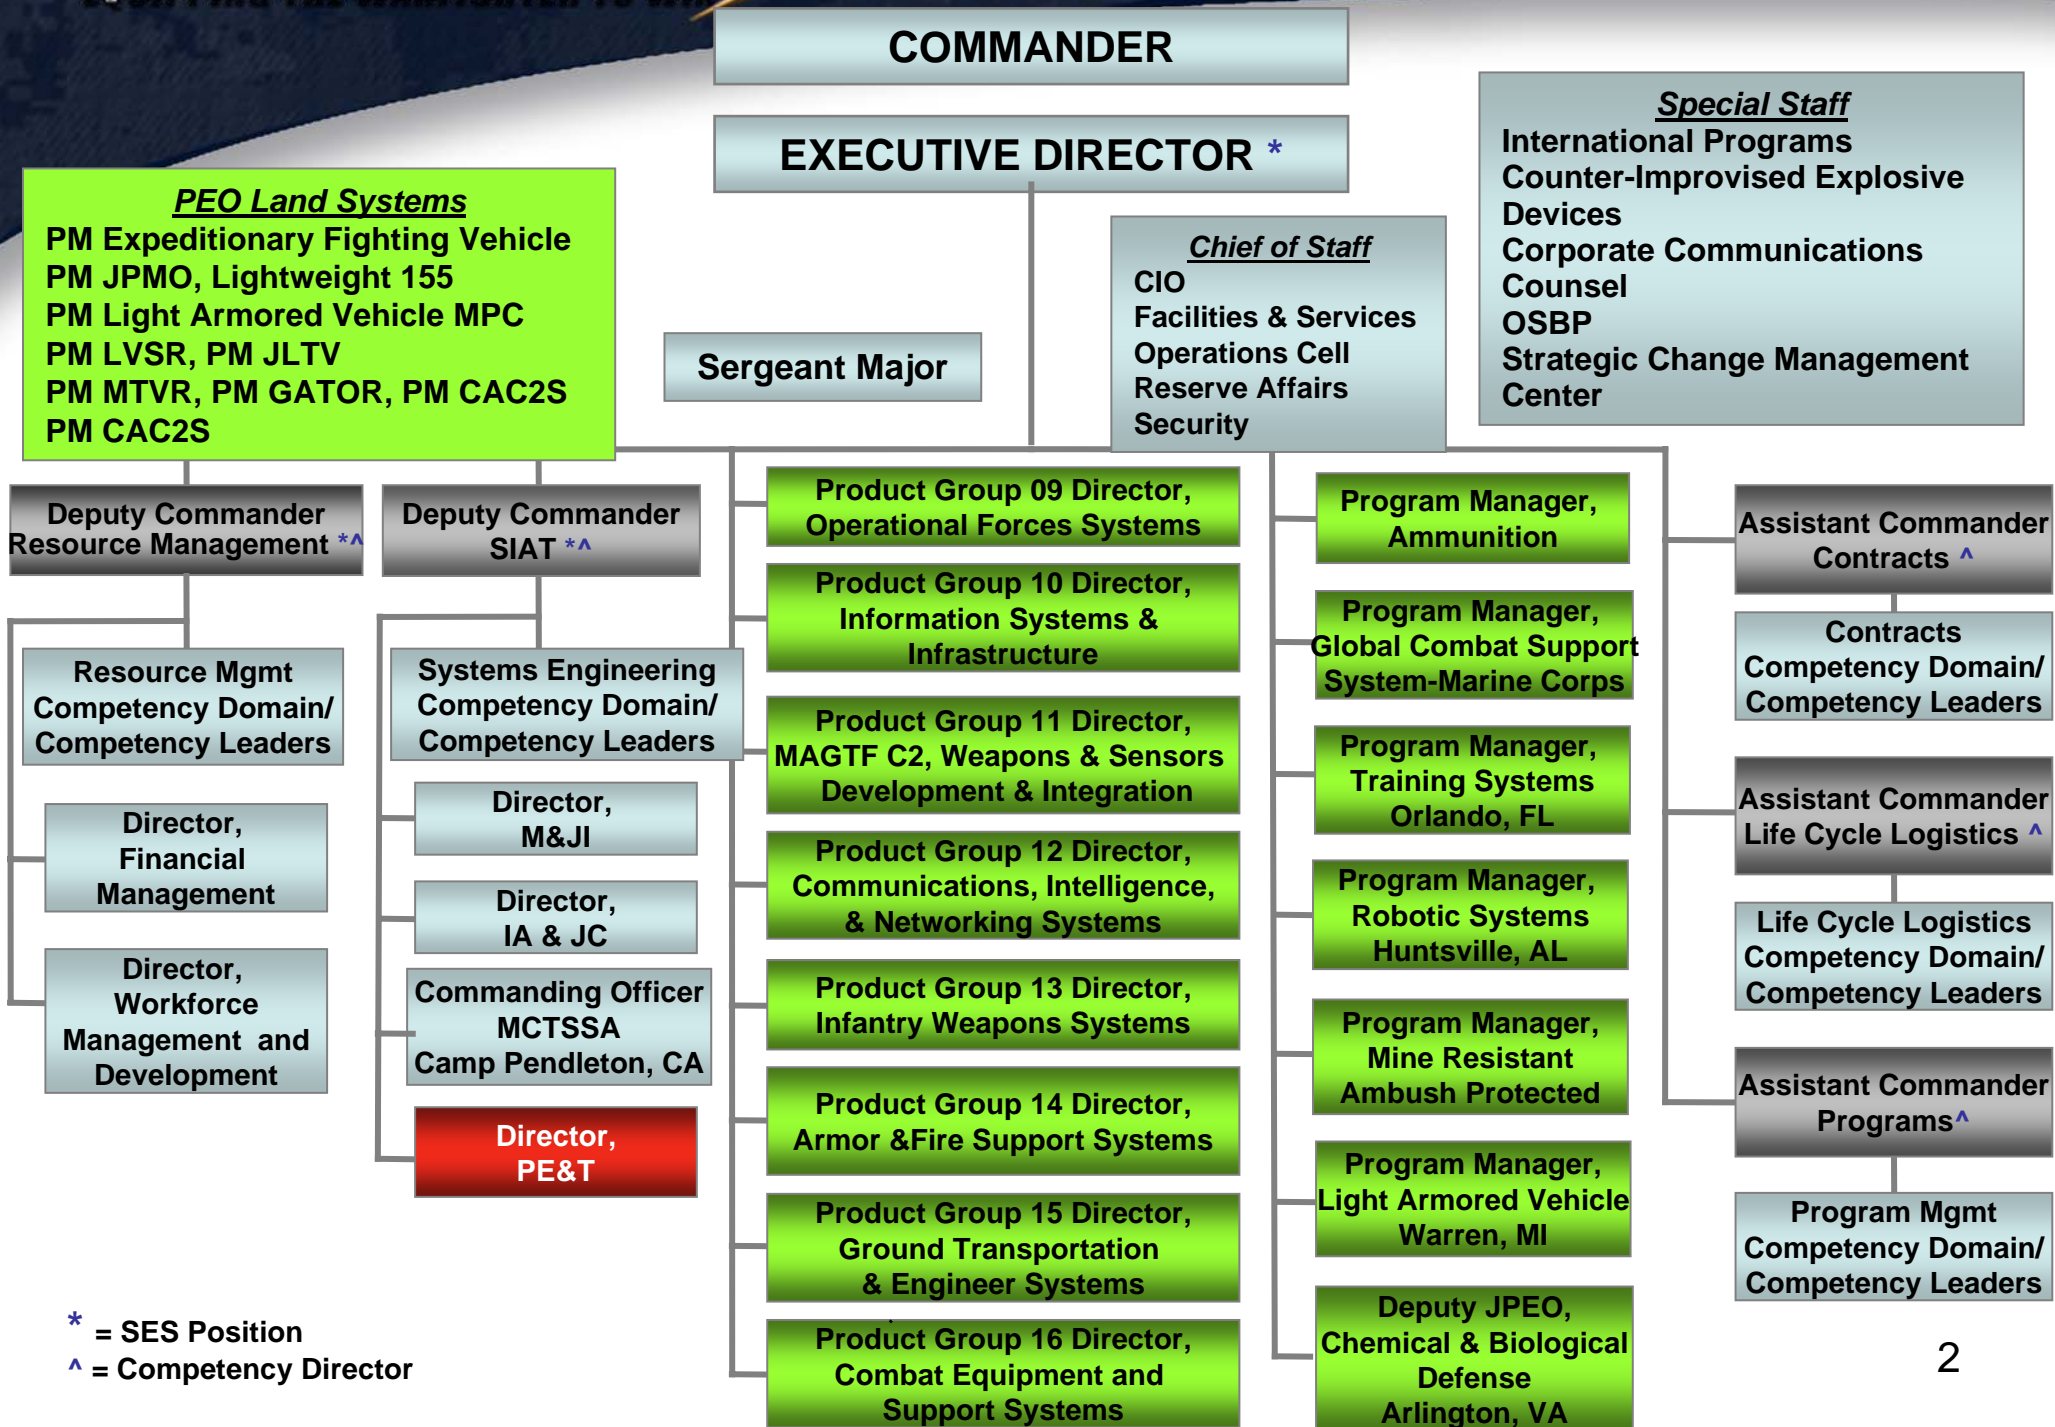 COMMANDER
EXECUTIVE DIRECTOR *
Special Staff
International Programs
Counter-Improvised Explosive
Devices
Corporate Communications
Counsel
OSBP
Strategic Change Management
Center
PEO Land Systems
PM Expeditionary Fighting Vehicle
PM JPMO, Lightweight 155
PM Light Armored Vehicle MPC
PM LVSR, PM JLTV
PM MTVR, PM GATOR, PM CAC2S
PM CAC2S
Chief of Staff
CIO
Facilities & Services
Operations Cell
Reserve Affairs
Security
Sergeant Major
Deputy Commander
Resource Management *^
Resource Mgmt
Competency Domain/
Competency Leaders
Director,
Financial
Management
Director,
Workforce
Management and
Development
Deputy Commander
SIAT *^
Systems Engineering
Competency Domain/
Competency Leaders
Director,
M&JI
Director,
IA & JC
Commanding Officer
MCTSSA
Camp Pendleton, CA
Director,
PE&T
Product Group 09 Director,
Operational Forces Systems
Product Group 10 Director,
Information Systems &
Infrastructure
Product Group 11 Director,
MAGTF C2, Weapons & Sensors
Development & Integration
Product Group 12 Director,
Communications, Intelligence,
& Networking Systems
Product Group 13 Director,
Infantry Weapons Systems
Product Group 14 Director,
Armor &Fire Support Systems
Product Group 15 Director,
Ground Transportation
& Engineer Systems
Product Group 16 Director,
Combat Equipment and
Support Systems
Program Manager,
Ammunition
Program Manager,
Global Combat Support
System-Marine Corps
Program Manager,
Training Systems
Orlando, FL
Program Manager,
Robotic Systems
Huntsville, AL
Program Manager,
Mine Resistant
Ambush Protected
Program Manager,
Light Armored Vehicle
Warren, MI
Deputy JPEO,
Chemical & Biological
Defense
Arlington, VA
Assistant Commander
Contracts ^
Contracts
Competency Domain/
Competency Leaders
Assistant Commander
Life Cycle Logistics ^
Life Cycle Logistics
Competency Domain/
Competency Leaders
Assistant Commander
Programs^
Program Mgmt
Competency Domain/
Competency Leaders
* = SES Position
^ = Competency Director
2